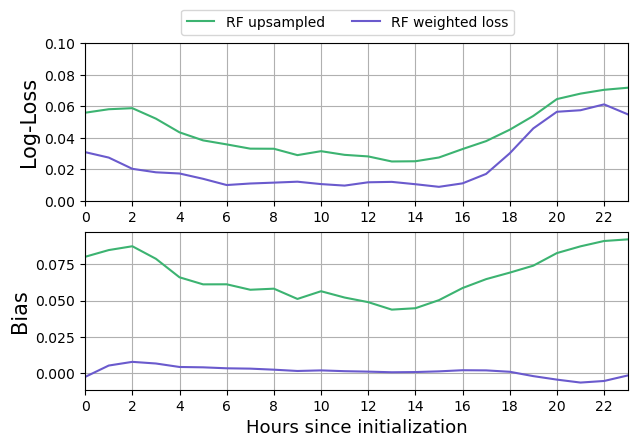 RF upsampled RF weighted loss
0.10
0.08
0.06
0.04
0.02
0.00
Log-Loss
0 2 4 6 8 10 12 14 16 18 20 22
0.075
0.050
0.025
0.000
Bias
0 2 4 6 8 10 12 14 16 18 20 22
Hours since initialization